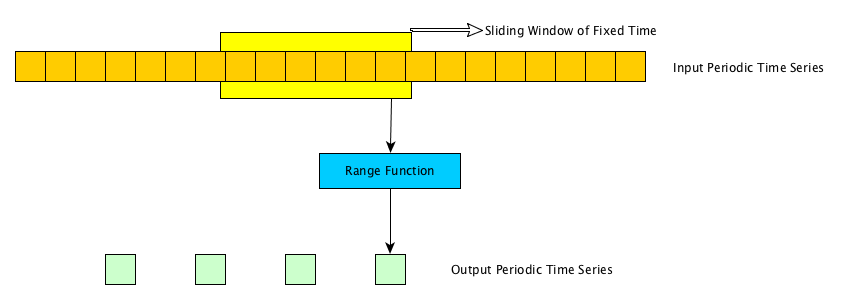 Sliding Window of Fixed Time
Input Periodic Time Series
Range Function
Output Periodic Time Series